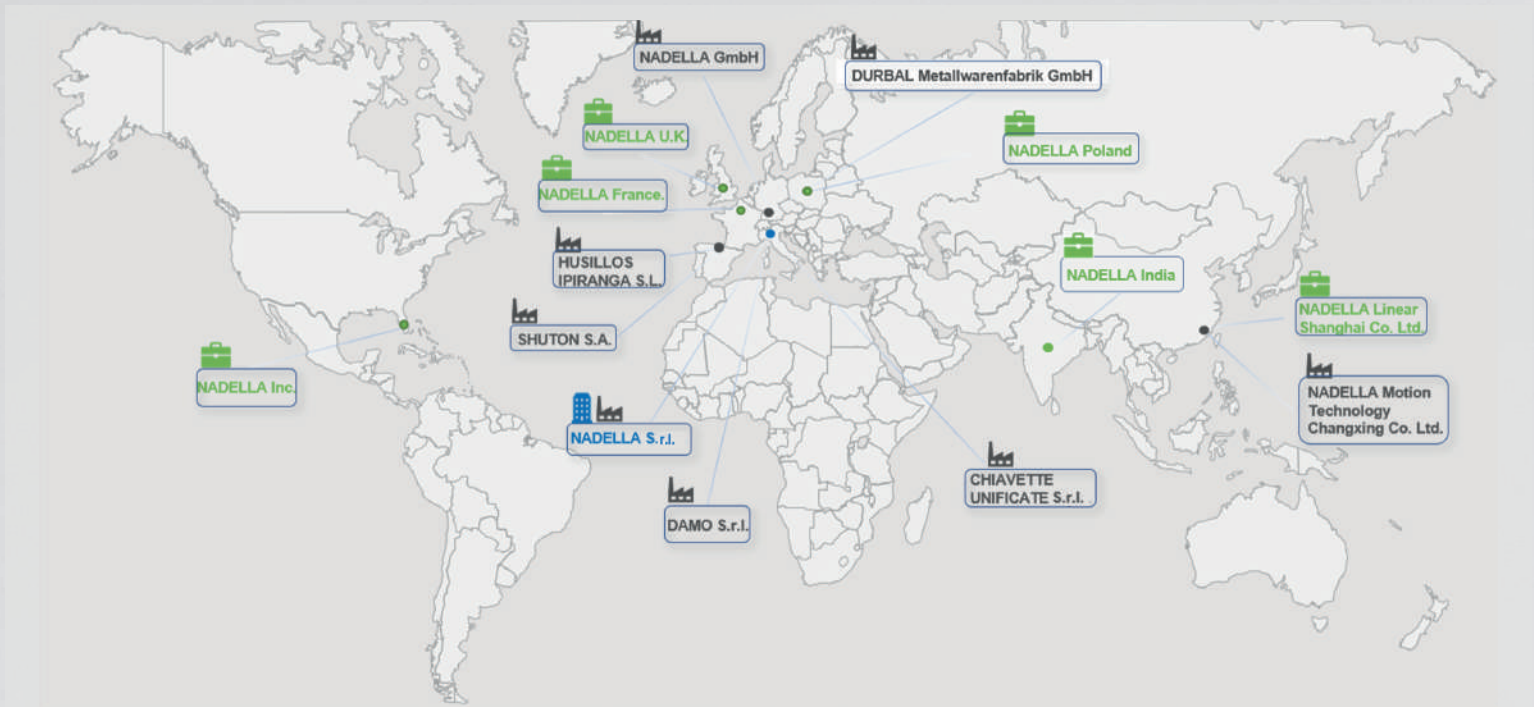 NADELLA GmbH
DURBAL Metallwarenfabrik GmbH
NADELLA U.K.
NADELLA Poland
NADELLA France.
HUSILLOS
IPIRANGA S.L.
NADELLA India
SHUTON S.A.
NADELLA Linear
Shanghai Co. Ltd.
NADELLA Inc.
NADELLA Motion
Technology
Changxing Co. Ltd.
NADELLA S.r.l.
CHIAVETTE
UNIFICATE S.r.l.
DAMO S.r.l.